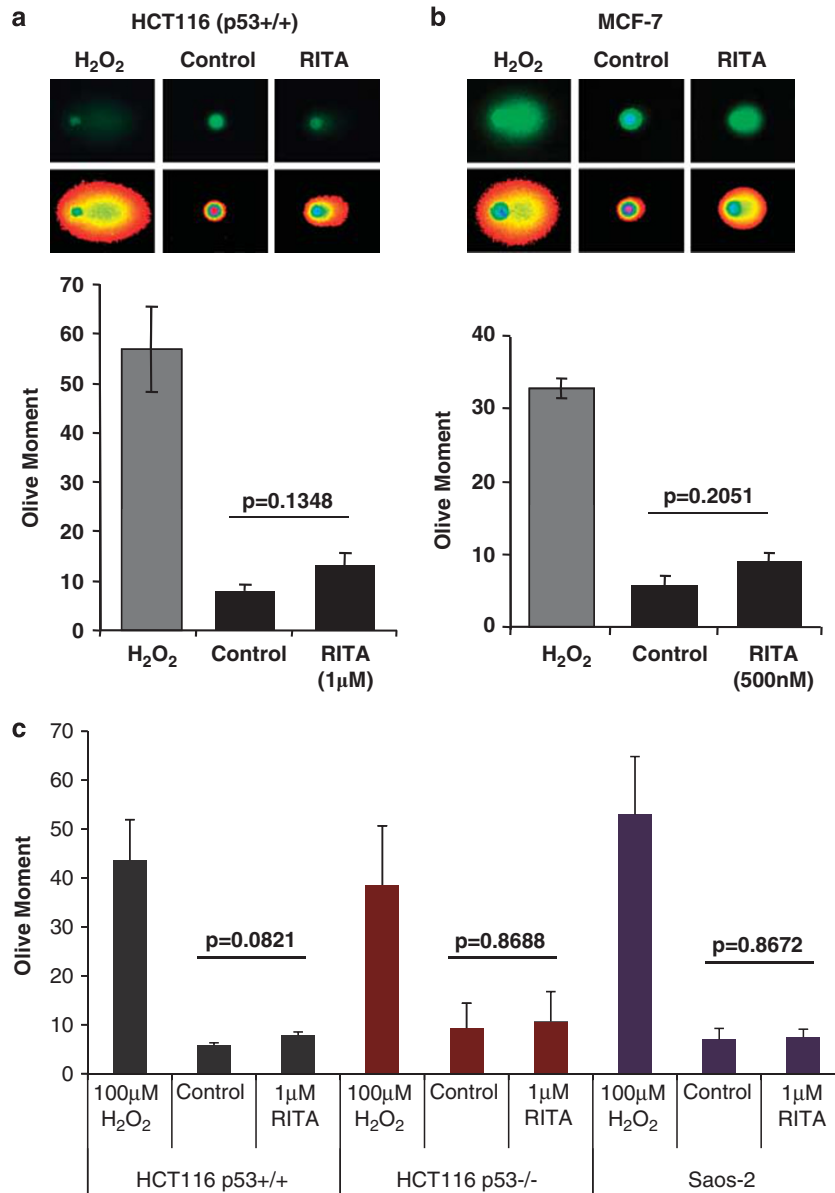 a
HCT116 (p53+/+)
H₂O₂ Control RITA
70
60
50
40
30
20
10
0
Olive Moment
p=0.1348
H₂O₂ Control RITA
(1μM)
b
MCF-7
H₂O₂ Control RITA
40
30
20
10
0
Olive Moment
p=0.2051
H₂O₂ Control RITA
(500nM)
c
70
60
50
40
30
20
10
0
Olive Moment
p=0.0821
p=0.8688
p=0.8672
100μM Control 1μM 100μM Control 1μM 100μM Control 1μM
H₂O₂ RITA H₂O₂ RITA H₂O₂ RITA
HCT116 p53+/+ HCT116 p53-/- Saos-2